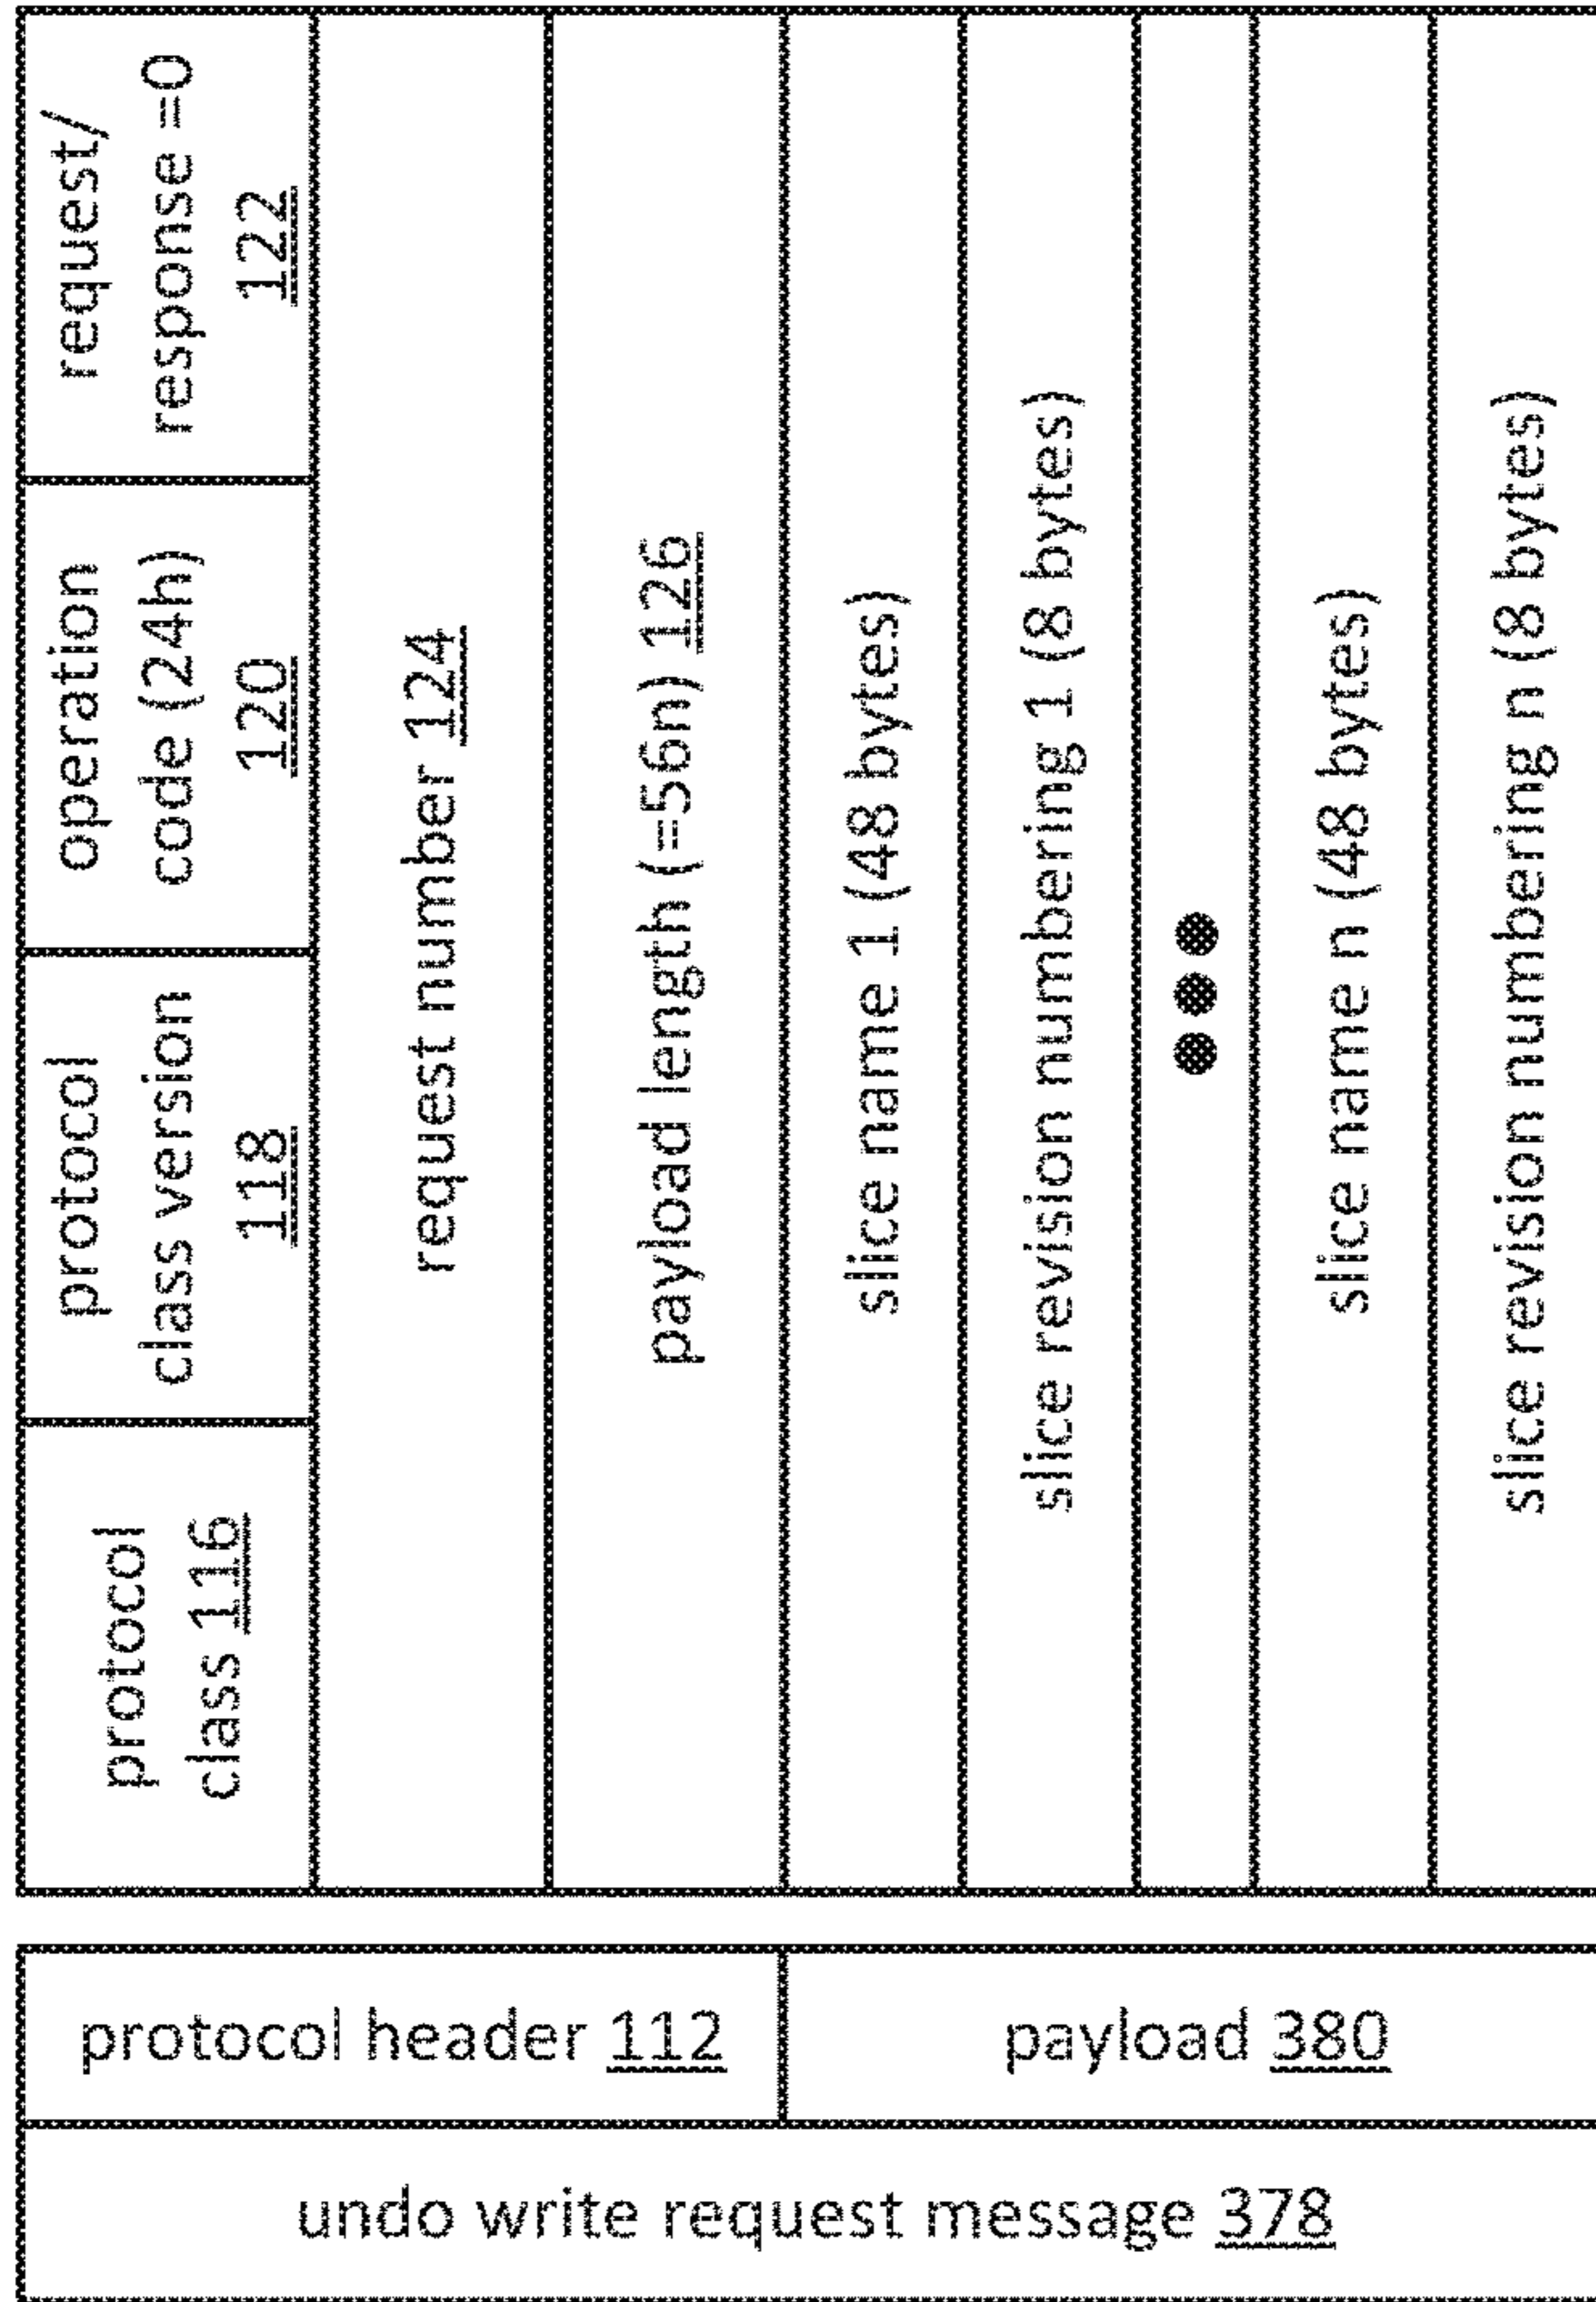 protocol
class 116
protocol
class version
118
operation
code (24h)
120
request/
response =0
122
request number 124
payload length (=56n) 126
slice name 1 (48 bytes)
slice revision numbering 1 (8 bytes)
slice name n (48 bytes)
slice revision numbering n (8 bytes)
protocol header 112
payload 380
undo write request message 378